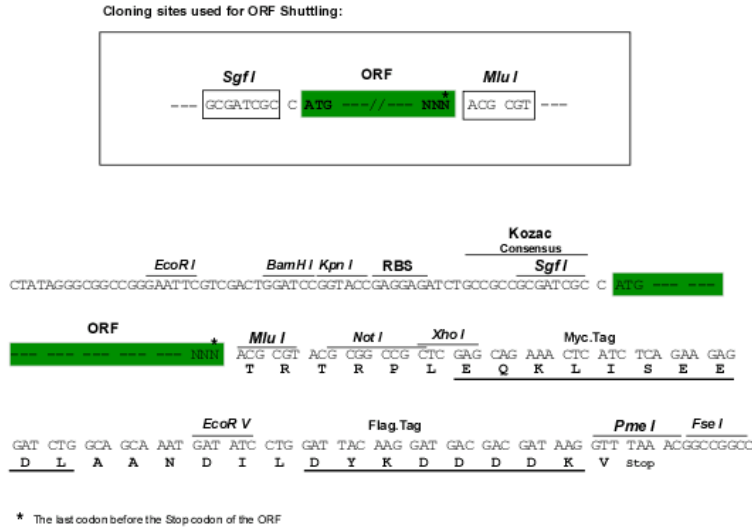 Cloning sites used for ORF Shuttling:
Sgf I ORF Mlu I
*
--- GCGATCGC C ATG ---//--- NNN ACG CGT ---
Kozac
Consensus
EcoR I BamH I Kpn I RBS Sgf I
CTATAGGGCGGCCGGGAATTCGTCGACTGGATCCGGTACCGAGGAGATCTGCCGCCGCGATCGC C ATG --- ---
ORF
* Mlu I Not I Xho I Myc.Tag
--- --- --- --- --- --- NNN ACG CGT ACG CGG CCG CTC GAG CAG AAA CTC ATC TCA GAA GAG
T R T R P L E Q K L I S E E
EcoR V Flag.Tag Pme I Fse I
GAT CTG GCA GCA AAT GAT ATC CTG GAT TAC AAG GAT GAC GAC GAT AAG GTT TAA ACGGCCGGCC
D L A A N D I L D Y K D D D D K V Stop
* The last codon before the Stop codon of the ORF